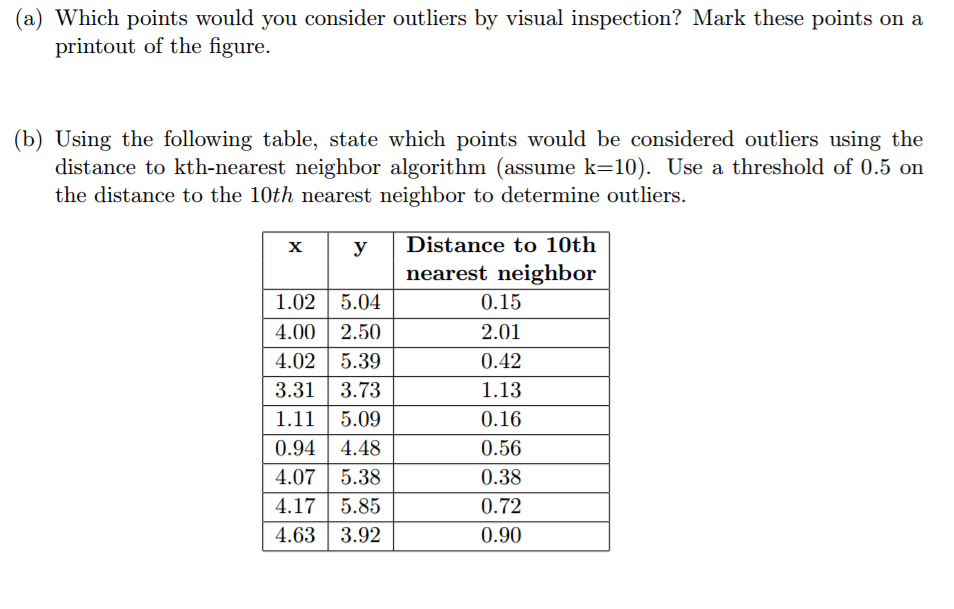 (a) Which points would you consider outliers by visual inspection? Mark these points on a
printout of the figure.
(b) Using the following table, state which points would be considered outliers using the
distance to kth-nearest neighbor algorithm (assume k=10). Use a threshold of 0.5 on
the distance to the 10th nearest neighbor to determine outliers.
x y Distance to 10th
nearest neighbor
1.02 5.04 0.15
4.00 2.50 2.01
4.02 5.39 0.42
3.31 3.73 1.13
1.11 5.09 0.16
0.94 4.48 0.56
4.07 5.38 0.38
4.17 5.85 0.72
4.63 3.92 0.90